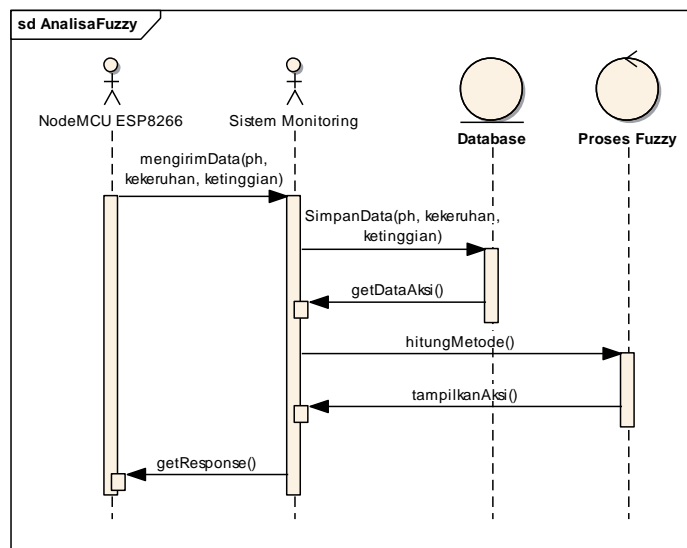 sd AnalisaFuzzy
NodeMCU ESP8266
Sistem Monitoring
Database
Proses Fuzzy
mengirimData(ph,
kekeruhan, ketinggian)
SimpanData(ph, kekeruhan,
ketinggian)
getDataAksi()
hitungMetode()
tampilkanAksi()
getResponse()